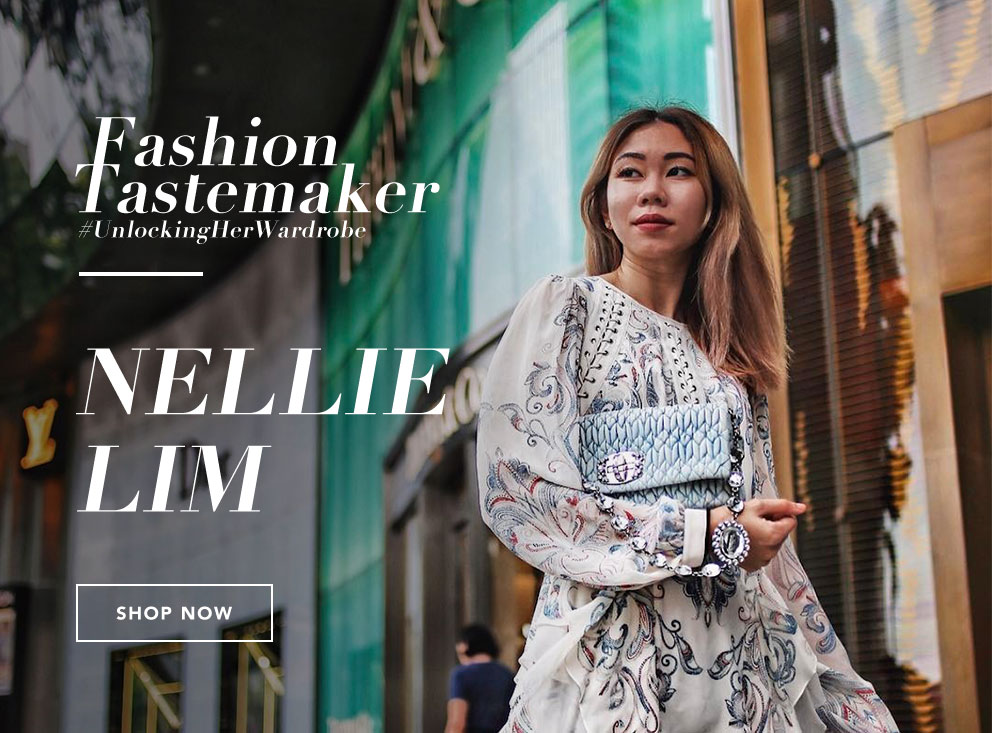 Fashion
Tastemaker
#UnlockingHerWardrobe
NELLIE
LIM
SHOP NOW